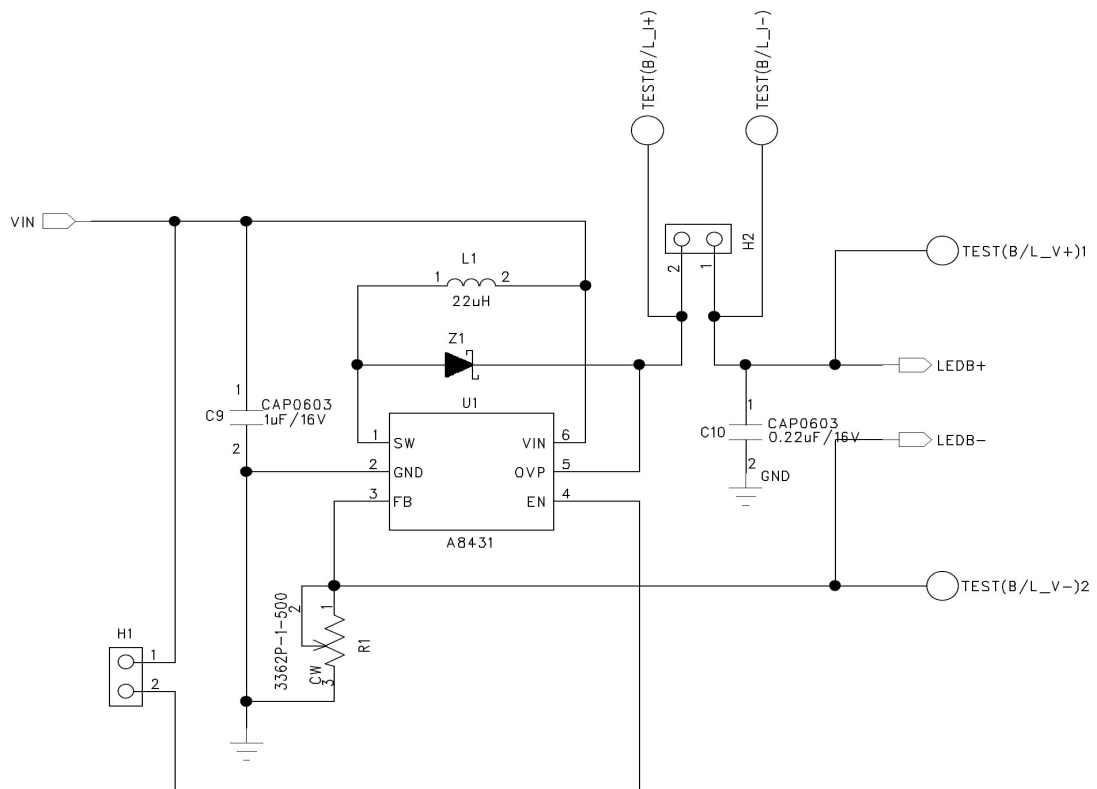 TEST(B/L_I+)
TEST(B/L_I-)
VIN
H2
2
1
TEST(B/L_V+)1
L1
1
2
22uH
Z1
LEDB+
U1
1
C9
CAP0603
1uF/16V
2
1
C10
CAP0603
0.22uF/16V
2
GND
LEDB-
1
SW
VIN
6
2
GND
OVP
5
3
FB
EN
4
A8431
TEST(B/L_V-)2
3362P-1-500
2
1
CW
3
R1
H1
1
2